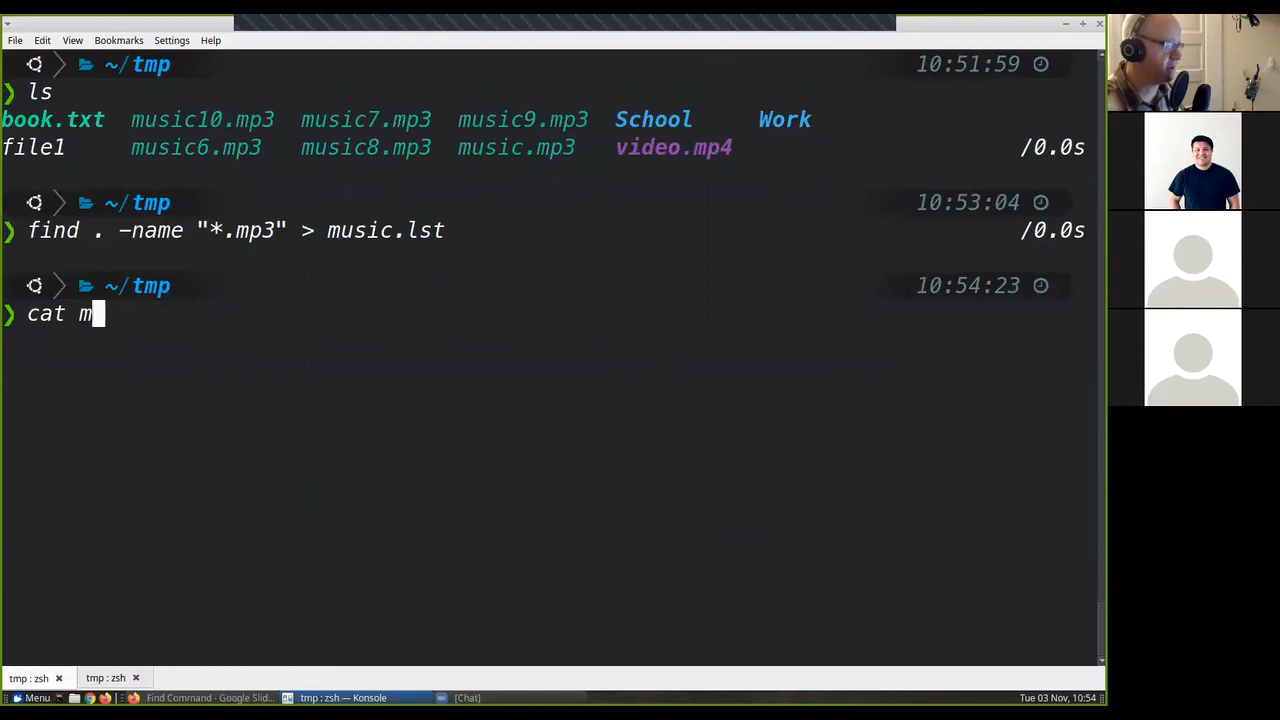 File Edit View Bookmarks Settings Help
~/tmp 10:51:59
❯ ls
book.txt music10.mp3 music7.mp3 music9.mp3 School Work
file1 music6.mp3 music8.mp3 music.mp3 video.mp4 /0.0s
~/tmp 10:53:04
❯ find . -name "*.mp3" > music.lst /0.0s
~/tmp 10:54:23
❯ cat m
tmp : zsh tmp : zsh
Menu Find Command - Google Slid... tmp : zsh — Konsole [Chat] Tue 03 Nov, 10:54